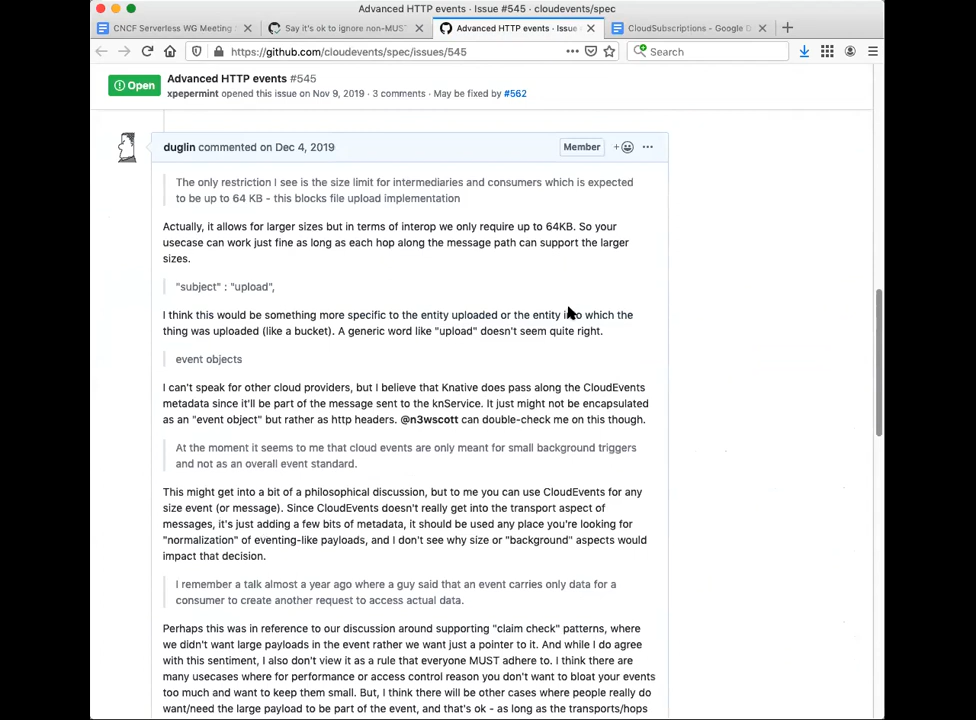 Advanced HTTP events · Issue #545 · cloudevents/spec
CNCF Serverless WG Meeting
Say it's ok to ignore non-MUST
Advanced HTTP events · Issue
CloudSubscriptions - Google D
https://github.com/cloudevents/spec/issues/545
Search
Open
Advanced HTTP events #545
xpepermint opened this issue on Nov 9, 2019 · 3 comments · May be fixed by #562
duglin commented on Dec 4, 2019
Member
The only restriction I see is the size limit for intermediaries and consumers which is expected
to be up to 64 KB - this blocks file upload implementation
Actually, it allows for larger sizes but in terms of interop we only require up to 64KB. So your
usecase can work just fine as long as each hop along the message path can support the larger
sizes.
"subject" : "upload",
I think this would be something more specific to the entity uploaded or the entity into which the
thing was uploaded (like a bucket). A generic word like "upload" doesn't seem quite right.
event objects
I can't speak for other cloud providers, but I believe that Knative does pass along the CloudEvents
metadata since it'll be part of the message sent to the knService. It just might not be encapsulated
as an "event object" but rather as http headers. @n3wscott can double-check me on this though.
At the moment it seems to me that cloud events are only meant for small background triggers
and not as an overall event standard.
This might get into a bit of a philosophical discussion, but to me you can use CloudEvents for any
size event (or message). Since CloudEvents doesn't really get into the transport aspect of
messages, it's just adding a few bits of metadata, it should be used any place you're looking for
"normalization" of eventing-like payloads, and I don't see why size or "background" aspects would
impact that decision.
I remember a talk almost a year ago where a guy said that an event carries only data for a
consumer to create another request to access actual data.
Perhaps this was in reference to our discussion around supporting "claim check" patterns, where
we didn't want large payloads in the event rather we want just a pointer to it. And while I do agree
with this sentiment, I also don't view it as a rule that everyone MUST adhere to. I think there are
many usecases where for performance or access control reason you don't want to bloat your events
too much and want to keep them small. But, I think there will be other cases where people really do
want/need the large payload to be part of the event, and that's ok - as long as the transports/hops